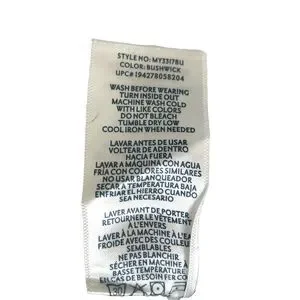 STYLE NO: MY3317BU
COLOR: BUSHWICK
UPC# 194278058204
WASH BEFORE WEARING
TURN INSIDE OUT
MACHINE WASH COLD
WITH LIKE COLORS
DO NOT BLEACH
TUMBLE DRY LOW
COOL IRON WHEN NEEDED
LAVAR ANTES DE USAR
VOLTEAR DE ADENTRO
HACIA FUERA
LAVAR A MÁQUINA CON AGUA
FRÍA CON COLORES SIMILARES
NO USAR BLANQUEADOR
SECAR A TEMPERATURA BAJA
ENFRIAR EL HIERRO CUANDO
SEA NECESARIO
LAVER AVANT DE PORTER
RETOURNER LE VÊTEMENT
À L'ENVERS
LAVER À LA MACHINE À L'EA
FROIDE AVEC DES COULEU
SEMBLABLES
NE PAS BLANCHIR
SÉCHER EN MACHINE À
BASSE TEMPÉRATURE
EN CAS DE BESOIN FER CO